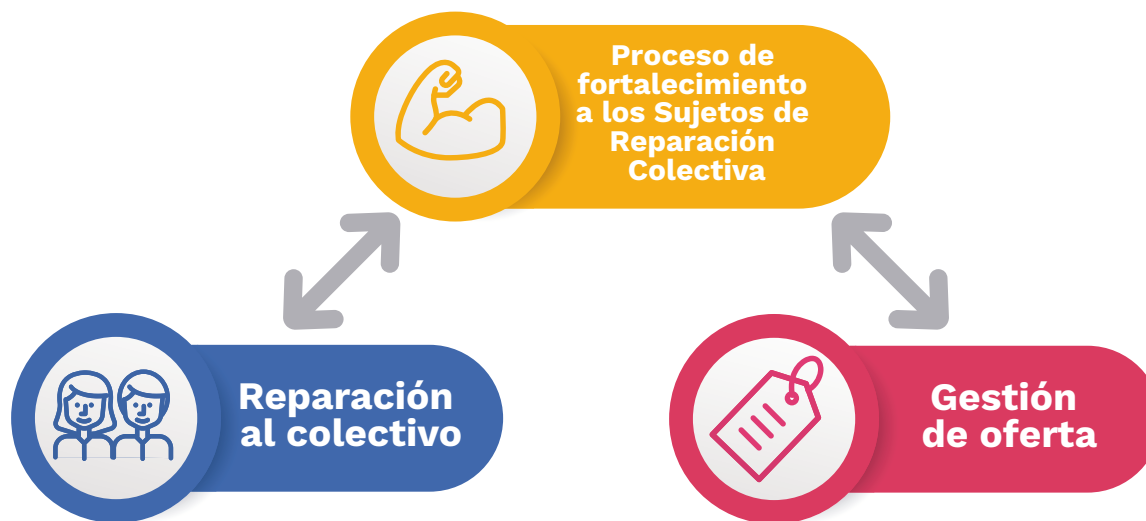 Proceso de
fortalecimiento
a los Sujetos de
Reparación
Colectiva
Reparación
al colectivo
Gestión
de oferta